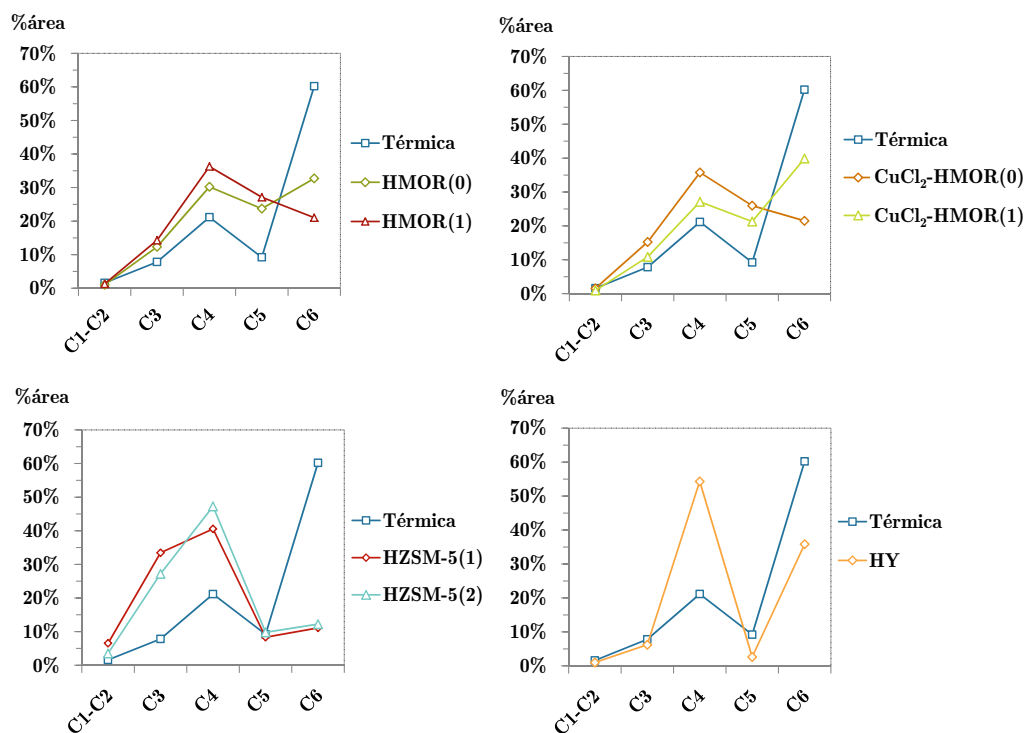 %área
70%
60%
50%
40%
30%
20%
10%
0%
C1-C2
C3
C4
C5
C6
Térmica
HMOR(0)
HMOR(1)
%área
70%
60%
50%
40%
30%
20%
10%
0%
C1-C2
C3
C4
C5
C6
Térmica
CuCl₂-HMOR(0)
CuCl₂-HMOR(1)
%área
70%
60%
50%
40%
30%
20%
10%
0%
C1-C2
C3
C4
C5
C6
Térmica
HZSM-5(1)
HZSM-5(2)
%área
70%
60%
50%
40%
30%
20%
10%
0%
C1-C2
C3
C4
C5
C6
Térmica
HY